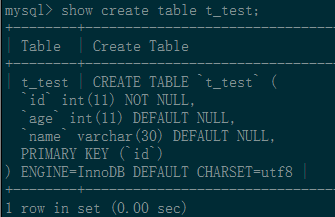 mysql> show create table t_test;
+--------+---------------
| Table  | Create Table
+--------+---------------
| t_test | CREATE TABLE `t_test` (
  `id` int(11) NOT NULL,
  `age` int(11) DEFAULT NULL,
  `name` varchar(30) DEFAULT NULL,
  PRIMARY KEY (`id`)
) ENGINE=InnoDB DEFAULT CHARSET=utf8 |
+--------+---------------
1 row in set (0.00 sec)